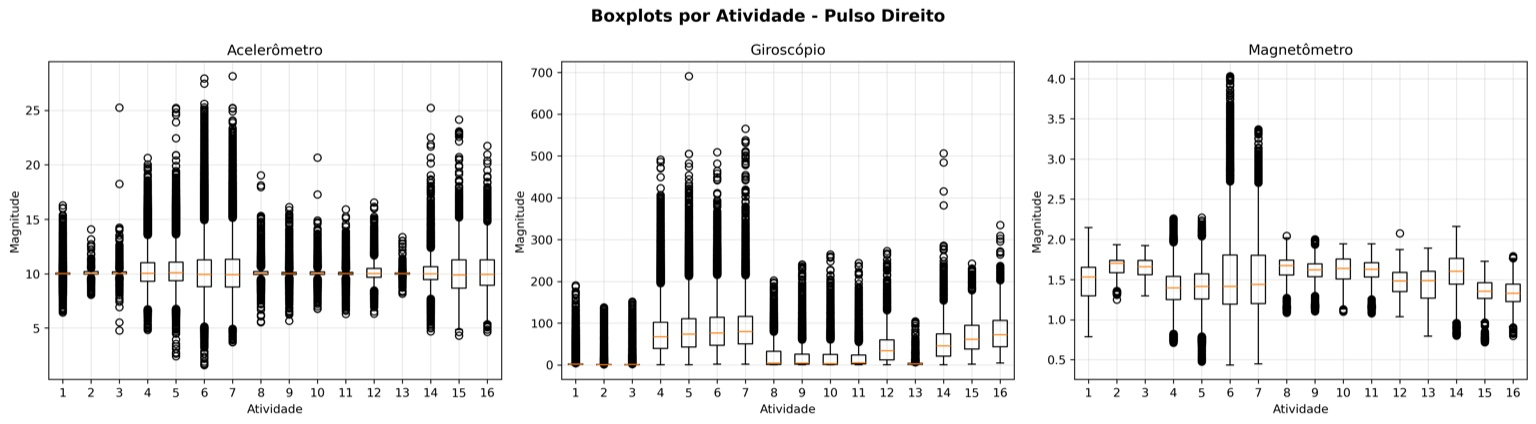 Boxplots por Atividade - Pulso Direito
Acelerômetro
Magnitude
25
20
15
10
5
1 2 3 4 5 6 7 8 9 10 11 12 13 14 15 16
Atividade
Giroscópio
Magnitude
700
600
500
400
300
200
100
0
1 2 3 4 5 6 7 8 9 10 11 12 13 14 15 16
Atividade
Magnetômetro
Magnitude
4.0
3.5
3.0
2.5
2.0
1.5
1.0
0.5
1 2 3 4 5 6 7 8 9 10 11 12 13 14 15 16
Atividade